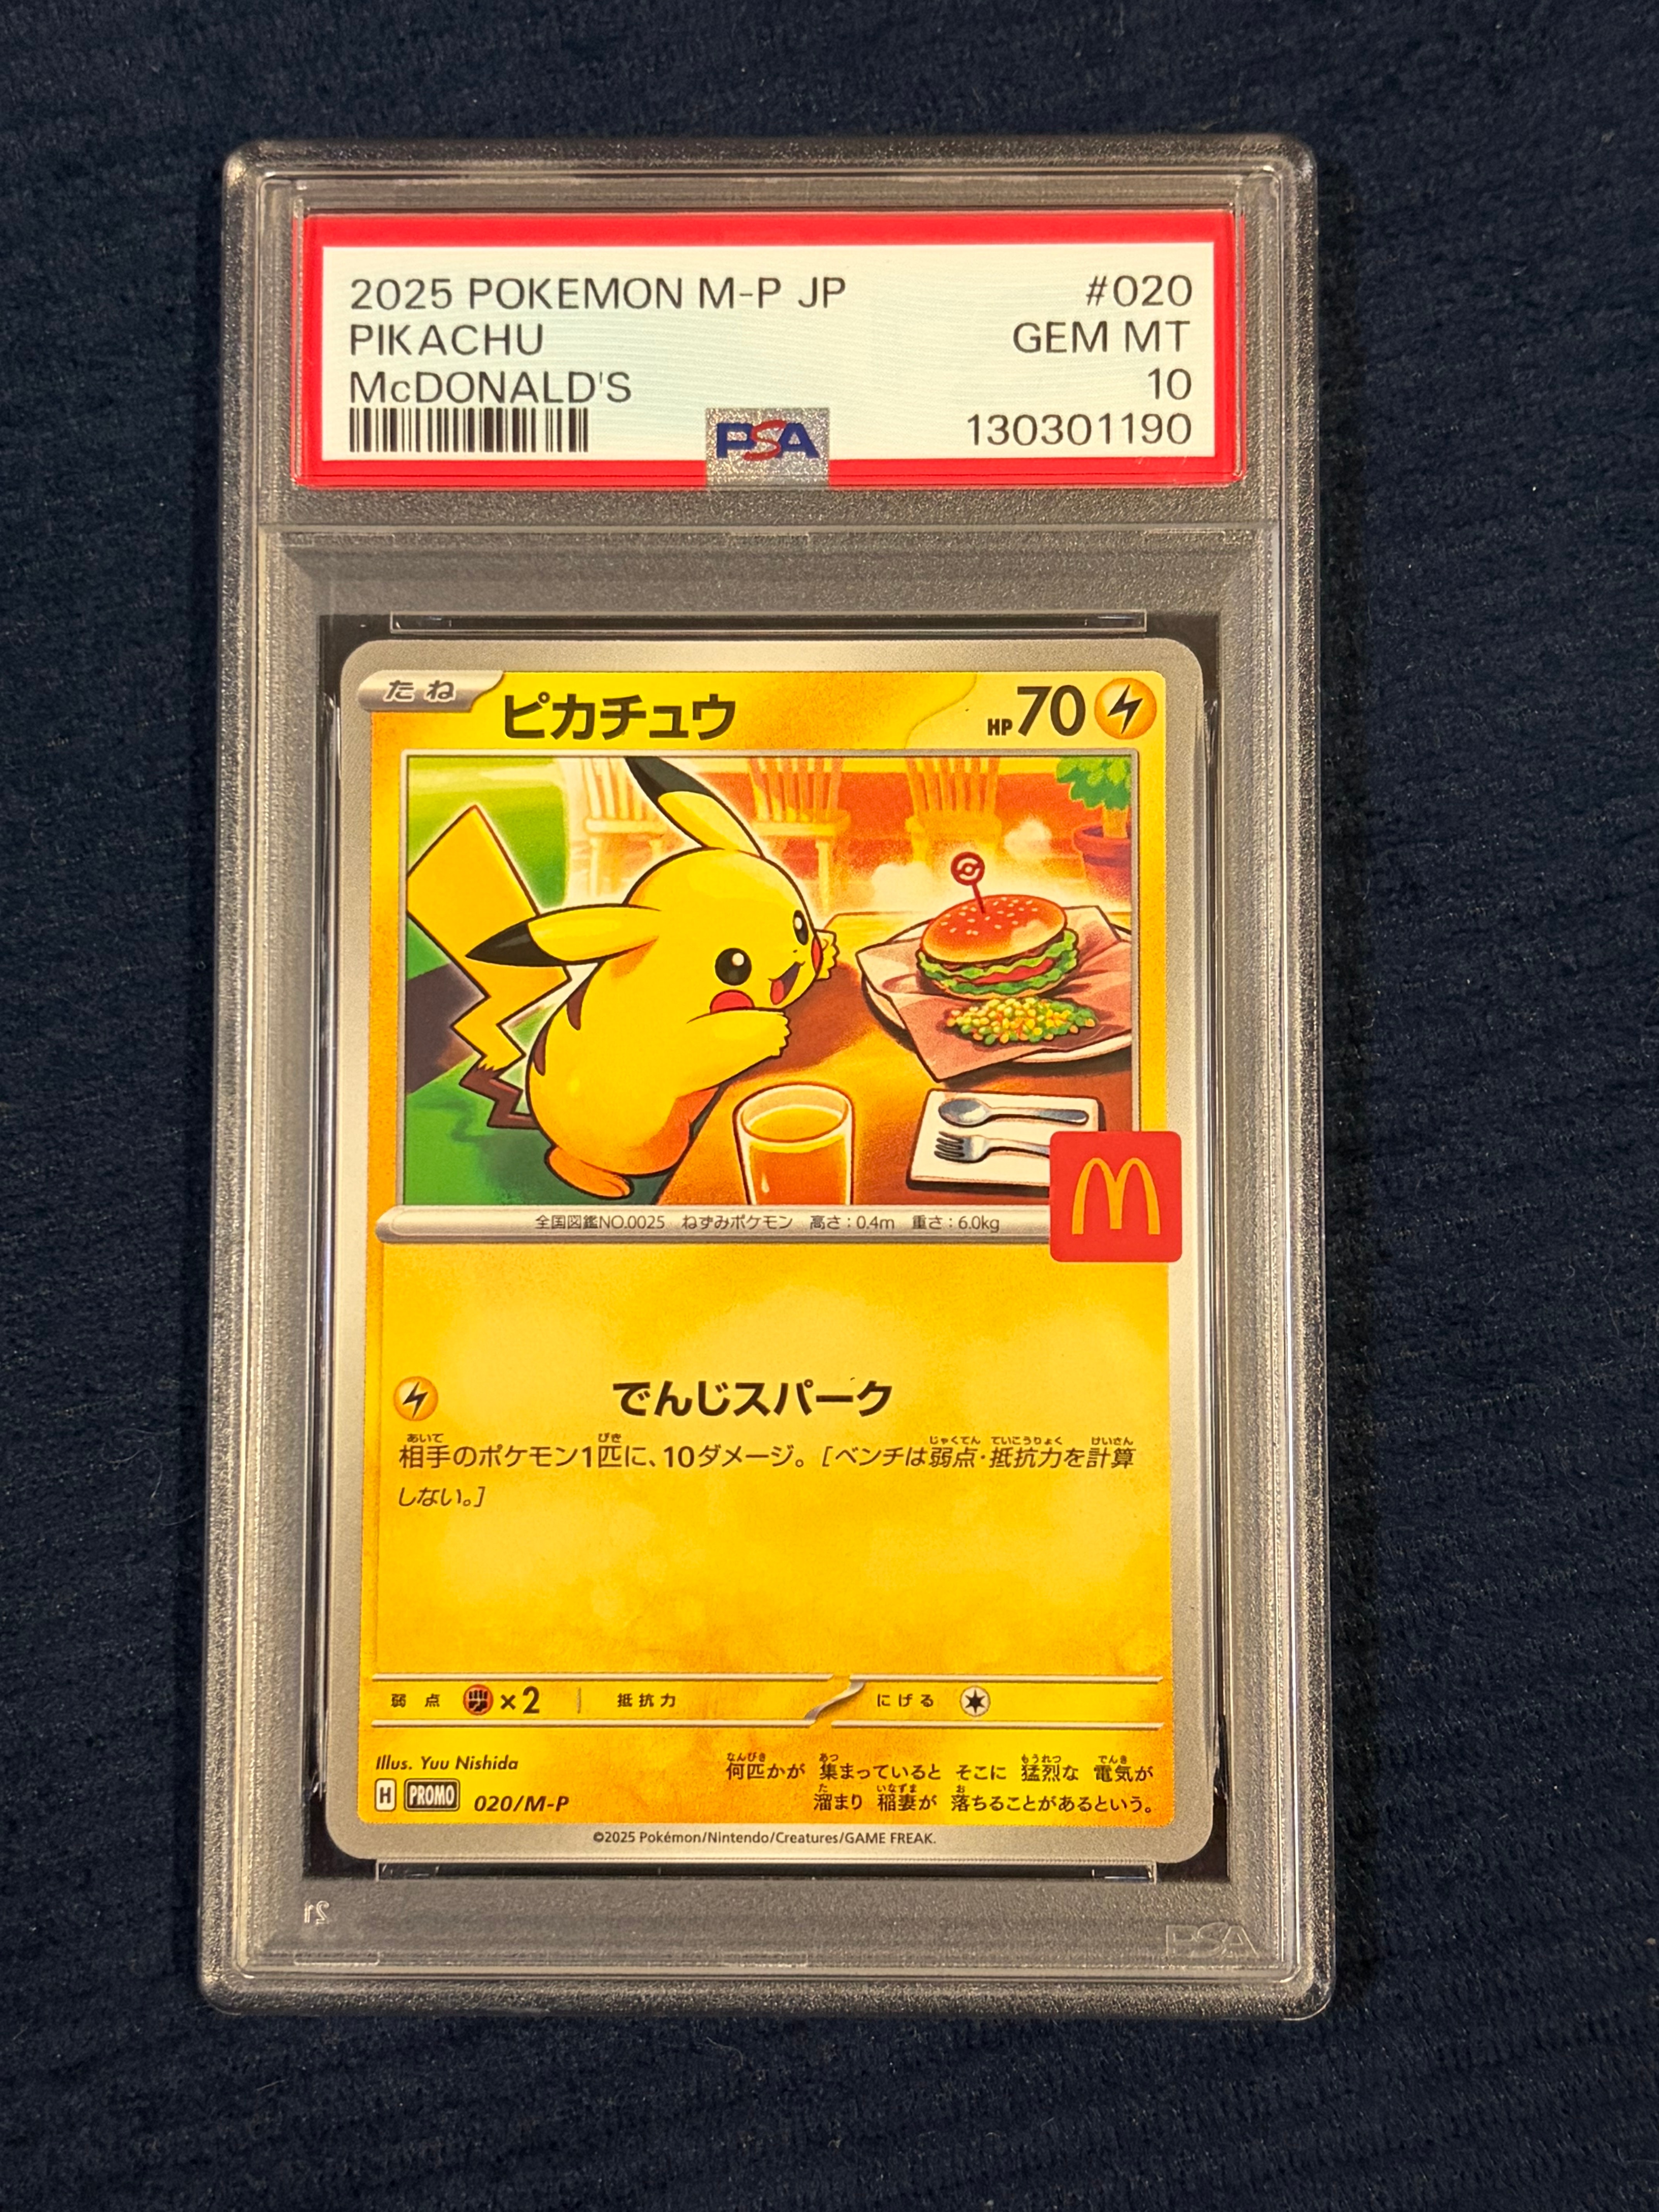 2025 POKEMON M-P JP #020
PIKACHU GEM MT
McDONALD'S 10
PSA 130301190
たね ピカチュウ HP70
全国図鑑NO.0025 ねずみポケモン 高さ:0.4m 重さ:6.0kg
M
でんじスパーク
相手のポケモン1匹に、10ダメージ。[ベンチは弱点・抵抗力を計算
しない。]
弱点 ×2 抵抗力 にげる
Illus. Yuu Nishida
H PROMO 020/M-P
何匹かが 集まっていると そこに 猛烈な 電気が
溜まり 稲妻が 落ちることがあるという。
©2025 Pokémon/Nintendo/Creatures/GAME FREAK.
PSA